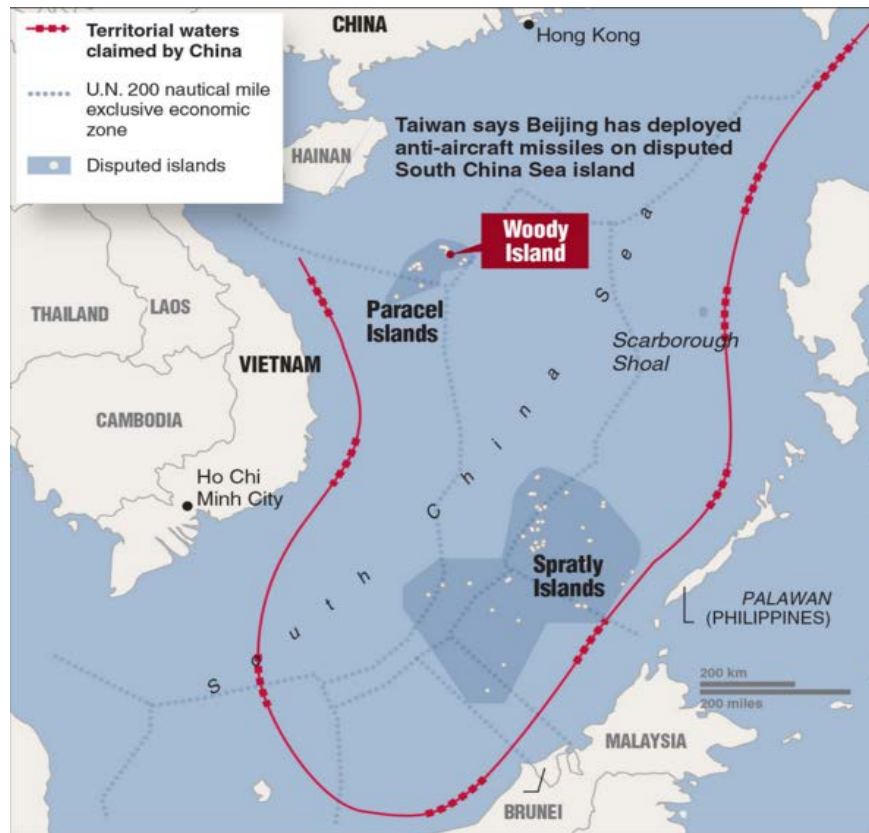 Territorial waters
claimed by China
U.N. 200 nautical mile
exclusive economic
zone
Disputed islands
CHINA
Hong Kong
HAINAN
Taiwan says Beijing has deployed
anti-aircraft missiles on disputed
South China Sea island
Woody
Island
Paracel
Islands
THAILAND
LAOS
VIETNAM
Scarborough
Shoal
CAMBODIA
Ho Chi
Minh City
South China Sea
Spratly
Islands
PALAWAN
(PHILIPPINES)
200 km
200 miles
MALAYSIA
BRUNEI